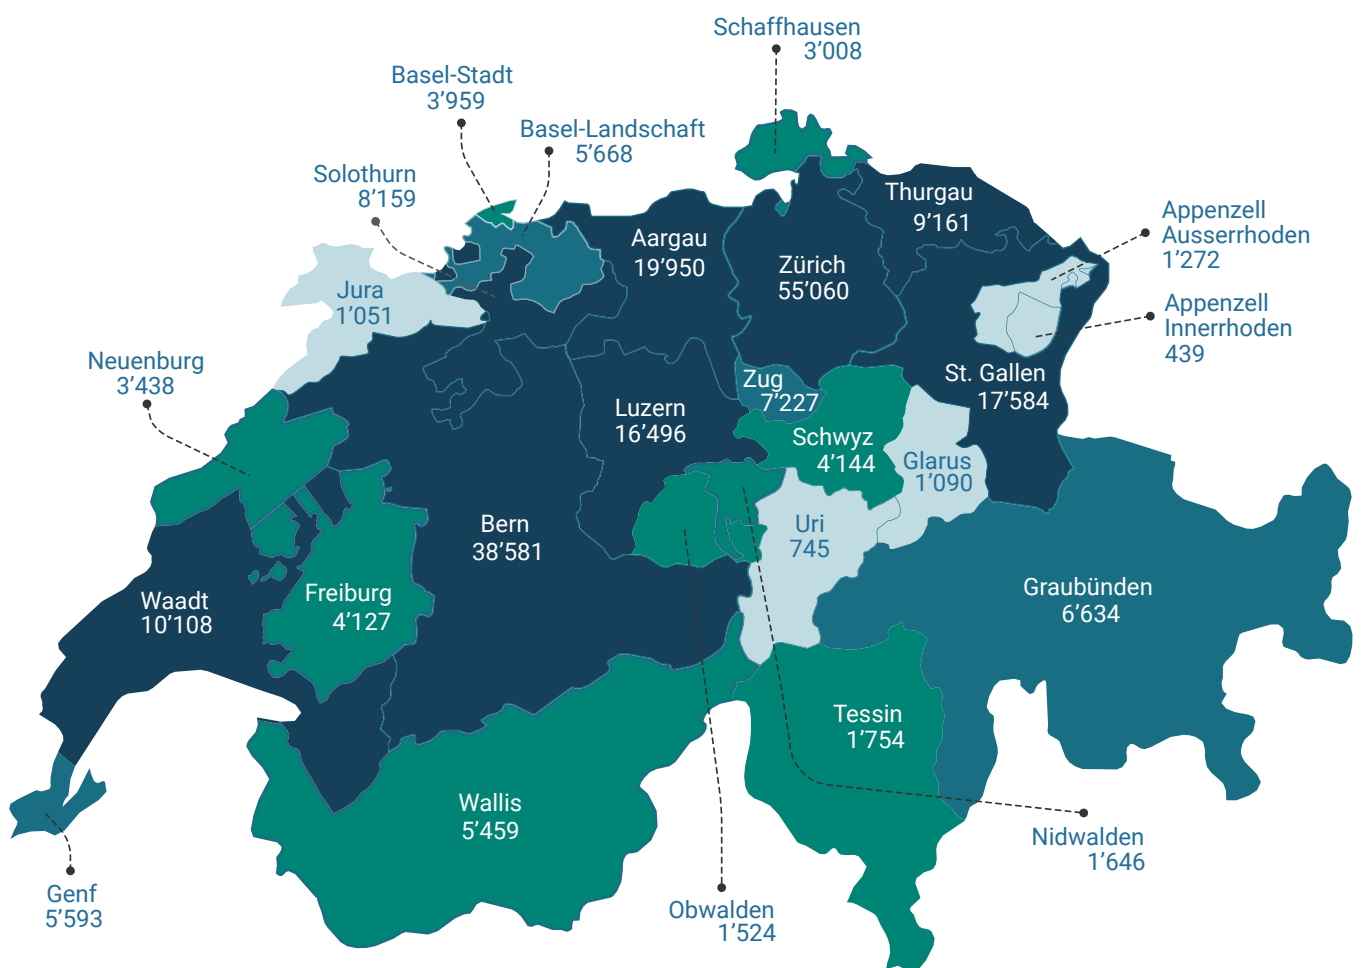 Schaffhausen
3’008
Basel-Stadt
3’959
Basel-Landschaft
5’668
Solothurn
8’159
Thurgau
9’161
Appenzell
Ausserrhoden
1’272
Aargau
19’950
Zürich
55’060
Jura
1’051
Appenzell
Innerrhoden
439
Neuenburg
3’438
St. Gallen
17’584
Zug
7’227
Luzern
16’496
Schwyz
4’144
Glarus
1’090
Bern
38’581
Uri
745
Graubünden
6’634
Freiburg
4’127
Waadt
10’108
Tessin
1’754
Wallis
5’459
Nidwalden
1’646
Genf
5’593
Obwalden
1’524